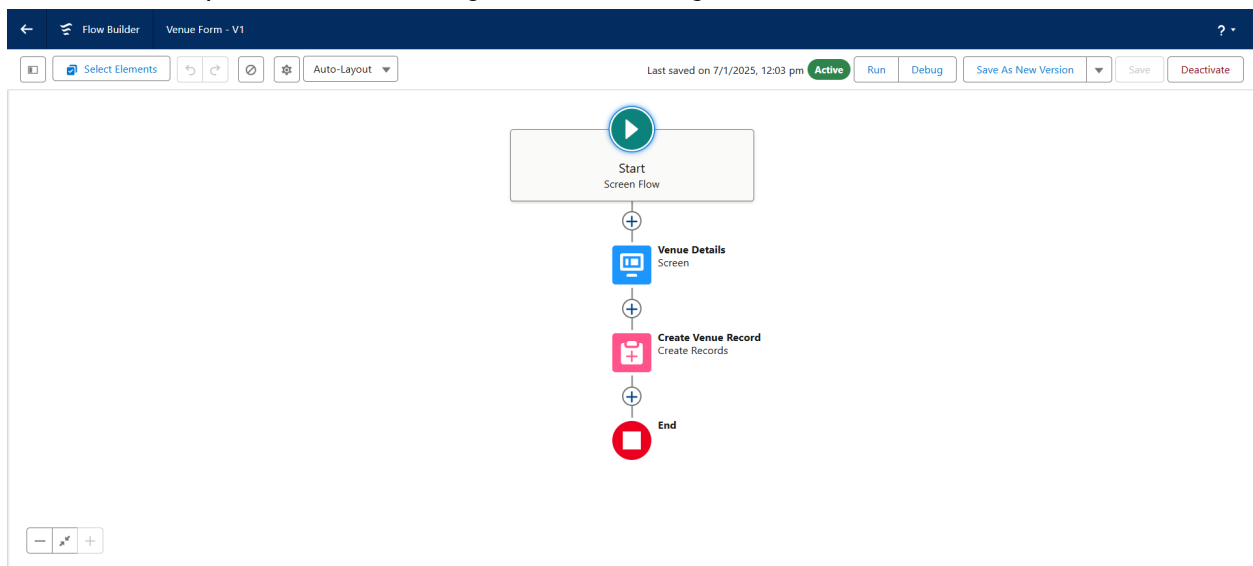 Flow Builder Venue Form - V1 ?
Select Elements Auto-Layout Last saved on 7/1/2025, 12:03 pm Active Run Debug Save As New Version Save Deactivate
Start
Screen Flow
Venue Details
Screen
Create Venue Record
Create Records
End